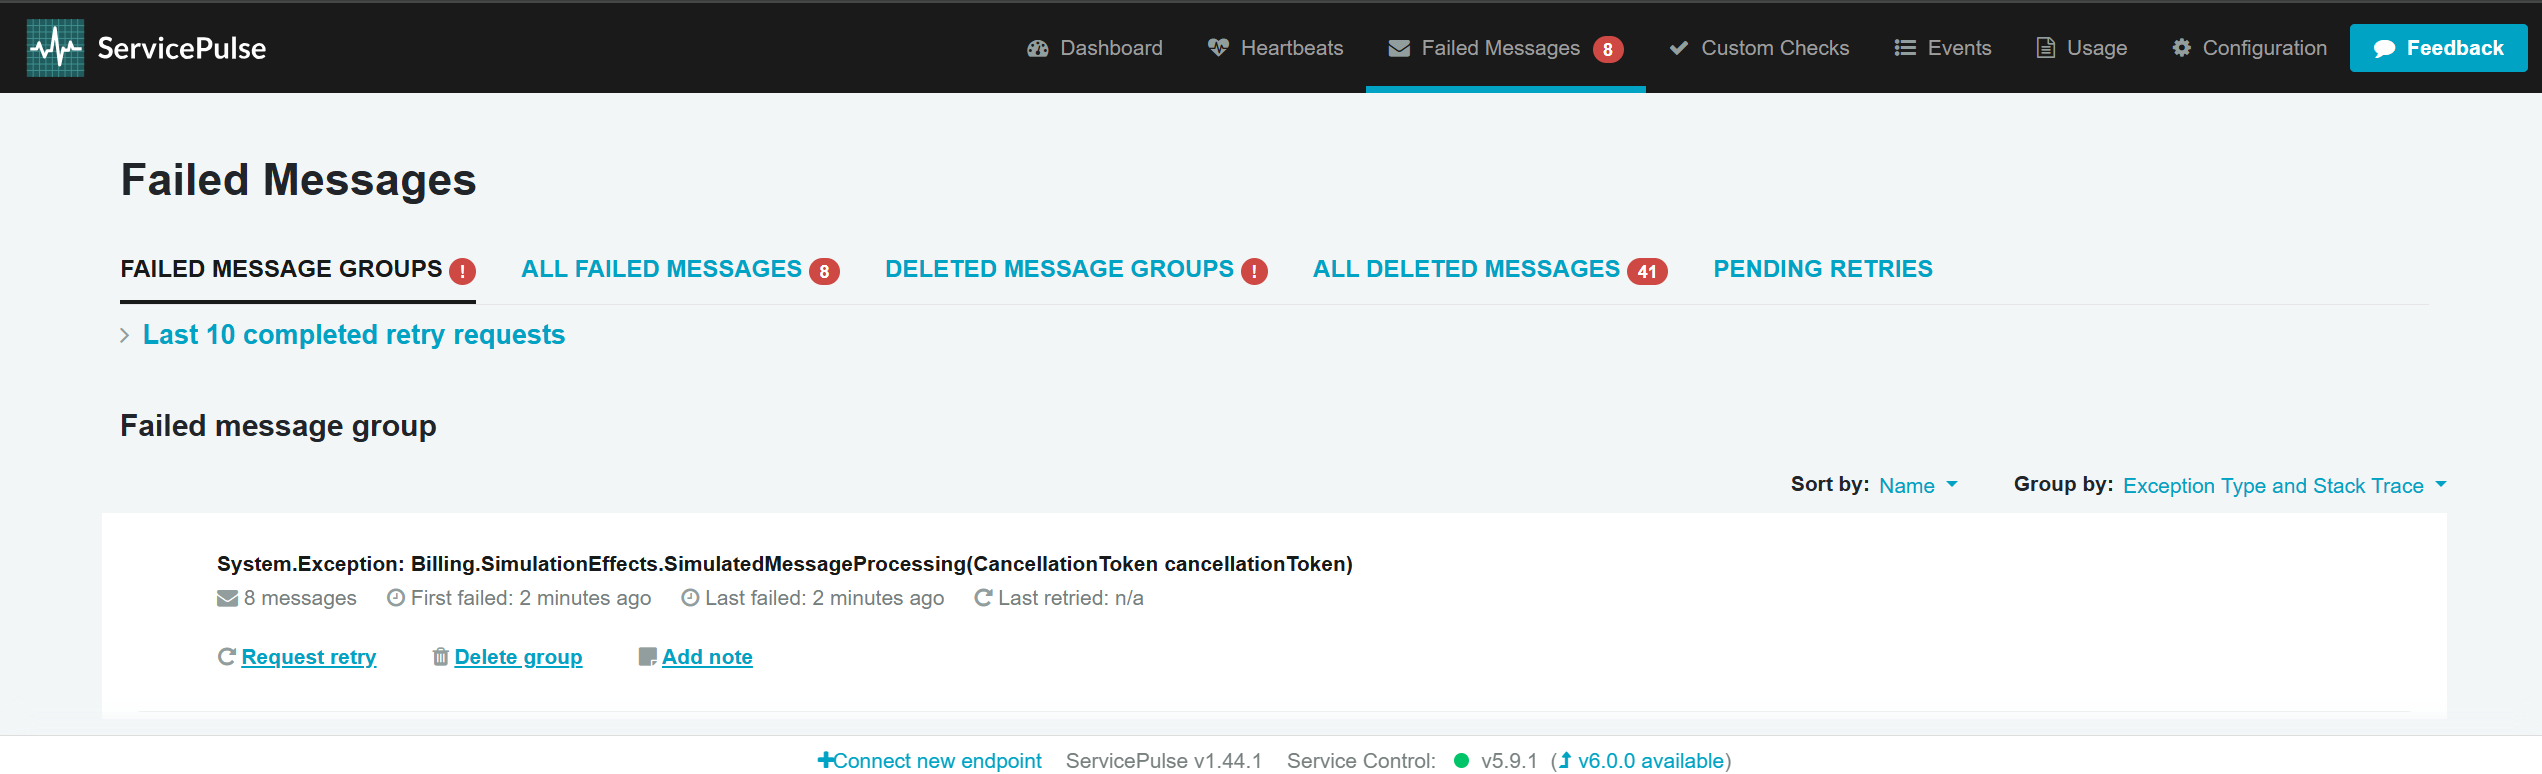 ServicePulse
Dashboard Heartbeats Failed Messages 8 Custom Checks Events Usage Configuration Feedback
Failed Messages
FAILED MESSAGE GROUPS ! ALL FAILED MESSAGES 8 DELETED MESSAGE GROUPS ! ALL DELETED MESSAGES 41 PENDING RETRIES
Last 10 completed retry requests
Failed message group
Sort by: Name Group by: Exception Type and Stack Trace
System.Exception: Billing.SimulationEffects.SimulatedMessageProcessing(CancellationToken cancellationToken)
8 messages First failed: 2 minutes ago Last failed: 2 minutes ago Last retried: n/a
Request retry Delete group Add note
Connect new endpoint ServicePulse v1.44.1 Service Control: v5.9.1 (v6.0.0 available)